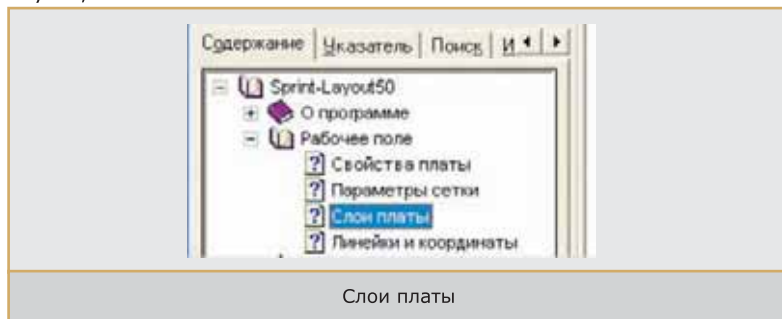 Содержание Указатель Поиск И
Sprint-Layout50
О программе
Рабочее поле
Свойства платы
Параметры сетки
Слои платы
Линейки и координаты
Слои платы